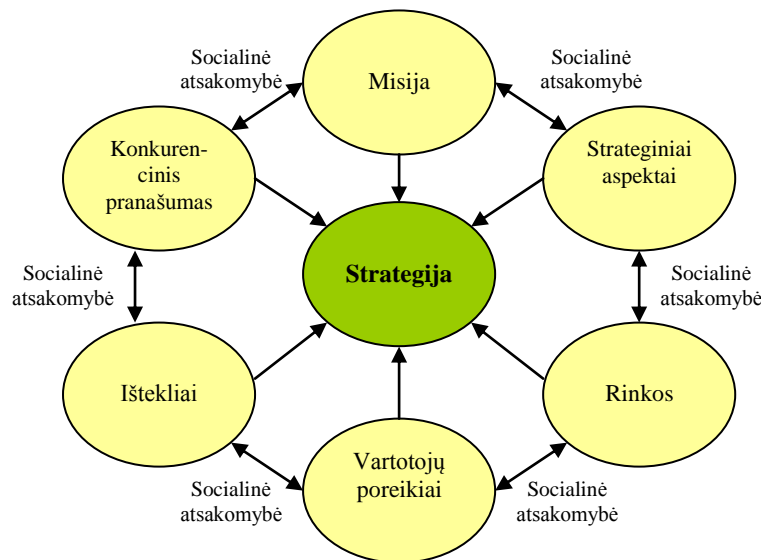 Socialinė
atsakomybė
Misija
Socialinė
atsakomybė
Konkuren-
cinis
pranašumas
Strateginiai
aspektai
Socialinė
atsakomybė
Strategija
Socialinė
atsakomybė
Ištekliai
Rinkos
Vartotojų
poreikiai
Socialinė
atsakomybė
Socialinė
atsakomybė